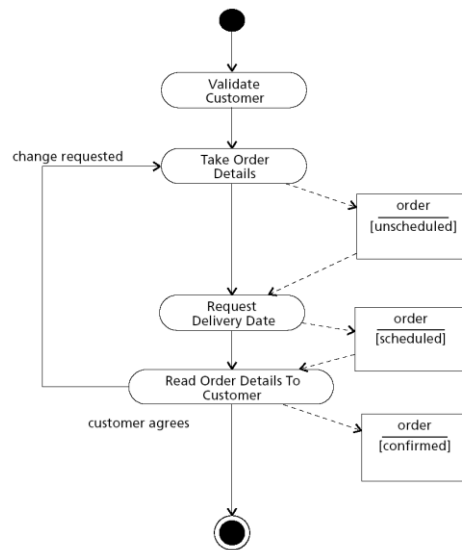 Validate
Customer
change requested
Take Order
Details
order
[unscheduled]
Request
Delivery Date
order
[scheduled]
Read Order Details To
Customer
customer agrees
order
[confirmed]